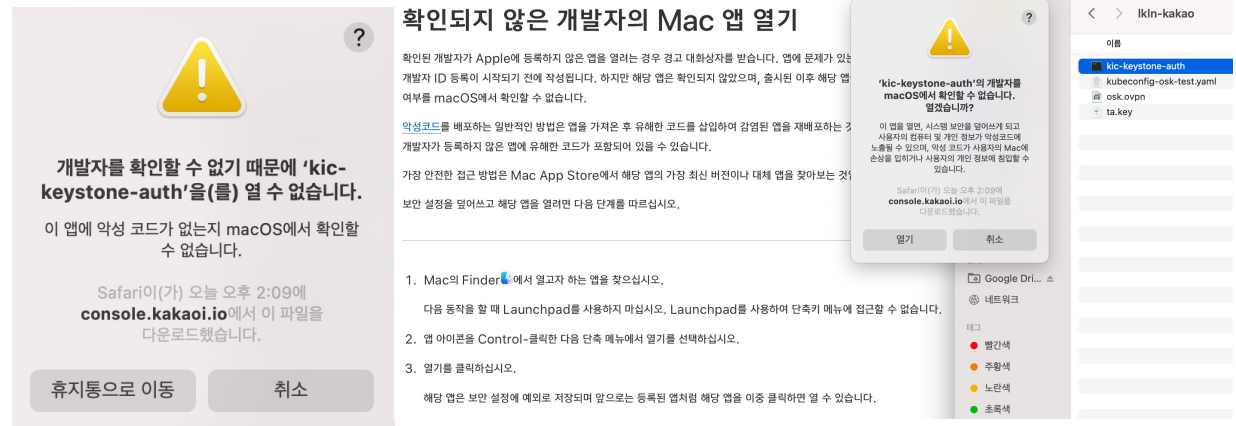 ?
개발자를 확인할 수 없기 때문에 ‘kic-
keystone-auth’을(를) 열 수 없습니다.
이 앱에 악성 코드가 없는지 macOS에서 확인할
수 없습니다.
Safari이(가) 오늘 오후 2:09에
console.kakaoi.io에서 이 파일을
다운로드했습니다.
휴지통으로 이동
취소
확인되지 않은 개발자의 Mac 앱 열기
확인된 개발자가 Apple에 등록하지 않은 앱을 열려는 경우 경고 대화상자를 받습니다. 앱에 문제가 있는
개발자 ID 등록이 시작되기 전에 작성됩니다. 하지만 해당 앱은 확인되지 않았으며, 출시된 이후 해당 앱
여부를 macOS에서 확인할 수 없습니다.
악성코드를 배포하는 일반적인 방법은 앱을 가져온 후 유해한 코드를 삽입하여 감염된 앱을 재배포하는
개발자가 등록하지 않은 앱에 유해한 코드가 포함되어 있을 수 있습니다.
가장 안전한 접근 방법은 Mac App Store에서 해당 앱의 가장 최신 버전이나 대체 앱을 찾아보는
보안 설정을 덮어쓰고 해당 앱을 열려면 다음 단계를 따르십시오.
1. Mac의 Finder에서 열고자 하는 앱을 찾으십시오.
다음 동작을 할 때 Launchpad를 사용하지 마십시오. Launchpad를 사용하여 단축키 메뉴에 접근할 수 없습니다.
2. 앱 아이콘을 Control-클릭한 다음 단축 메뉴에서 열기를 선택하십시오.
3. 열기를 클릭하십시오.
해당 앱은 보안 설정에 예외로 저장되며 앞으로는 등록된 앱처럼 해당 앱을 이중 클릭하면 열 수 있습니다.
?
‘kic-keystone-auth’의 개발자를
macOS에서 확인할 수 없습니다.
열겠습니까?
이 앱을 열면, 시스템 보안을 덮어쓰게 되고
사용자의 컴퓨터 및 개인 정보가 악성코드에
노출될 수 있으며, 악성 코드가 사용자의 Mac에
손상을 입히거나 사용자의 개인 정보에 침입할 수
있습니다.
Safari이(가) 오늘 오후 2:09에
console.kakaoi.io에서 이 파일을
다운로드했습니다.
열기
취소
Google Dri...
네트워크
태그
빨간색
주황색
노란색
초록색
lkln-kakao
이름
kic-keystone-auth
kubeconfig-osk-test.yaml
osk.ovpn
ta.key